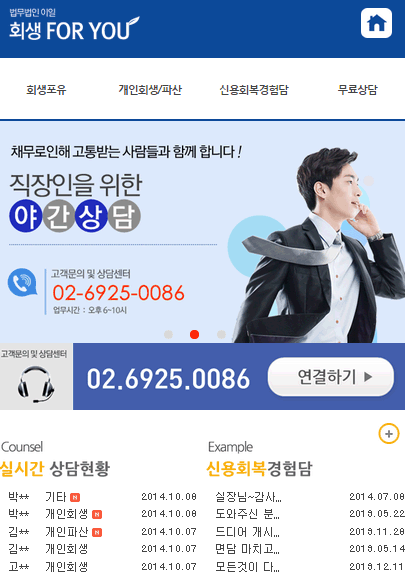 법무법인 이일
회생 FOR YOU
회생포유 개인회생/파산 신용회복경험담 무료상담
채무로인해 고통받는 사람들과 함께 합니다!
직장인을 위한
야간상담
고객문의 및 상담센터
02-6925-0086
업무시간 : 오후 6~10시
고객문의 및 상담센터
02.6925.0086 연결하기
Counsel
실시간 상담현황
박** 기타 N 2014.10.08
박** 개인회생 N 2014.10.08
김** 개인파산 N 2014.10.07
김** 개인회생 2014.10.07
고** 개인회생 2014.10.07
Example
신용회복경험담
실장님~감사... 2014.07.08
도와주신 분... 2013.05.22
드디어 개시... 2013.11.28
면담 마치고... 2013.05.14
모든것이 다... 2013.12.11